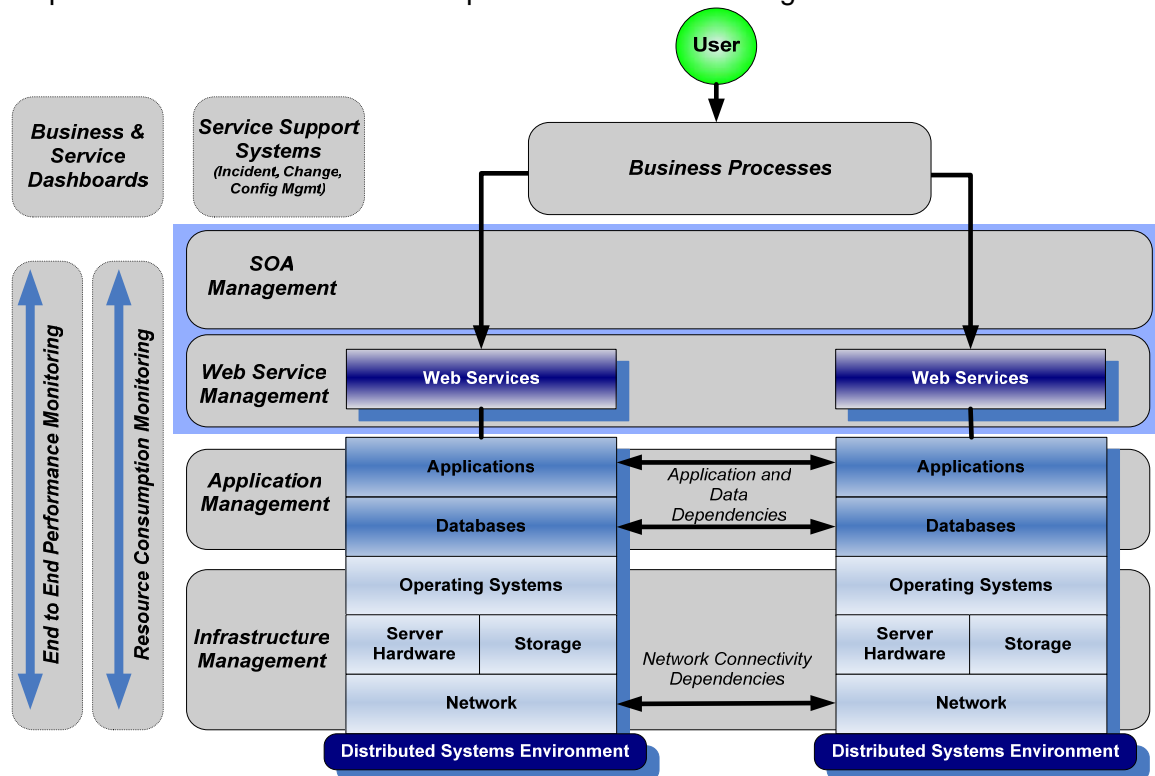 User
Business &
Service
Dashboards
Service Support
Systems
(Incident, Change,
Config Mgmt)
Business Processes
SOA
Management
Web Service
Management
Web Services
Web Services
End to End Performance Monitoring
Resource Consumption Monitoring
Application
Management
Applications
Databases
Application and
Data
Dependencies
Applications
Databases
Infrastructure
Management
Operating Systems
Server
Hardware
Storage
Network
Network Connectivity
Dependencies
Operating Systems
Server
Hardware
Storage
Network
Distributed Systems Environment
Distributed Systems Environment